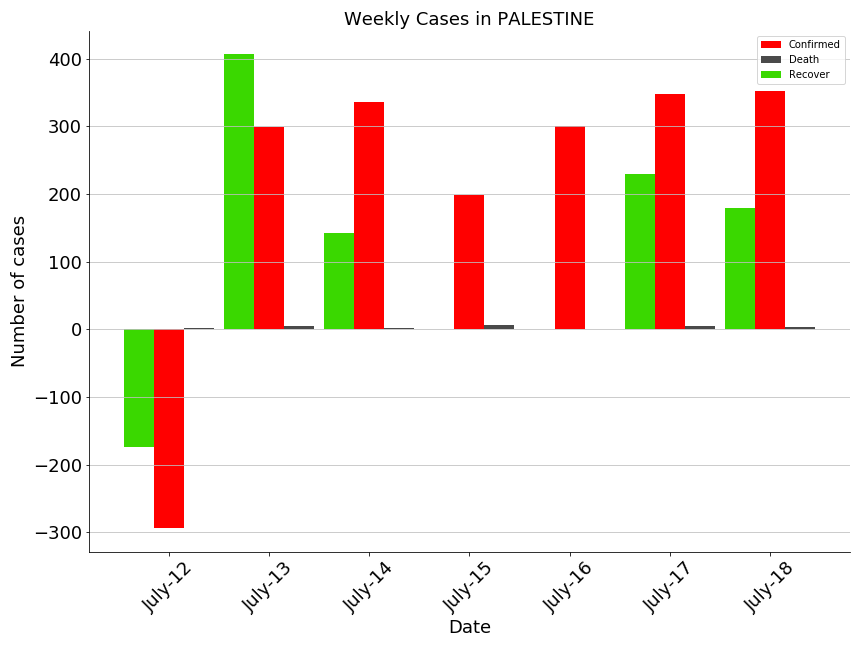 Weekly Cases in PALESTINE
Confirmed
Death
Recover
Number of cases
400
300
200
100
0
−100
−200
−300
July-12
July-13
July-14
July-15
July-16
July-17
July-18
Date